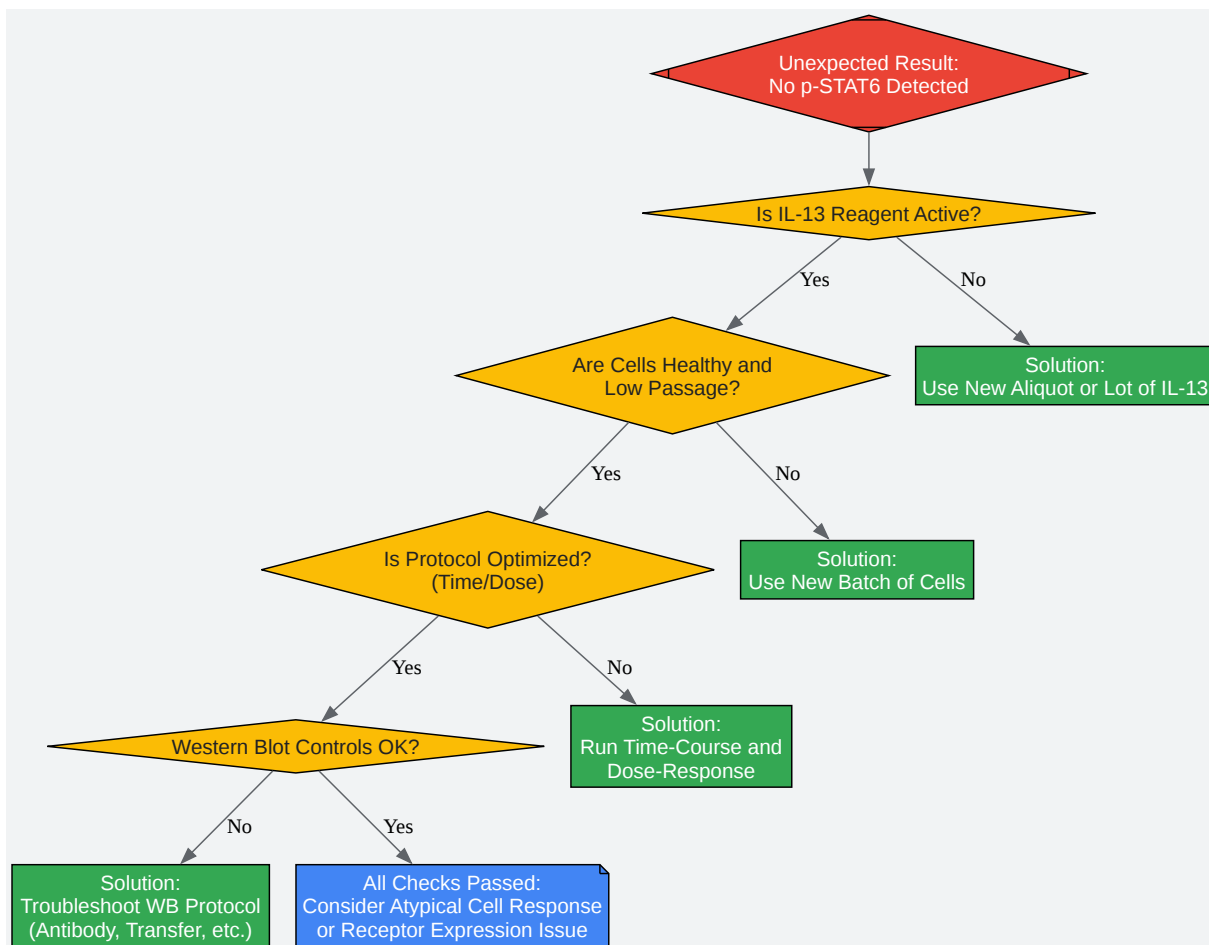 Unexpected Result:
No p-STAT6 Detected
Is IL-13 Reagent Active?
Yes
No
Are Cells Healthy and
Low Passage?
Solution:
Use New Aliquot or Lot of IL-13
Yes
No
Is Protocol Optimized?
(Time/Dose)
Solution:
Use New Batch of Cells
Yes
No
Western Blot Controls OK?
Solution:
Run Time-Course and
Dose-Response
No
Yes
Solution:
Troubleshoot WB Protocol
(Antibody, Transfer, etc.)
All Checks Passed:
Consider Atypical Cell Response
or Receptor Expression Issue